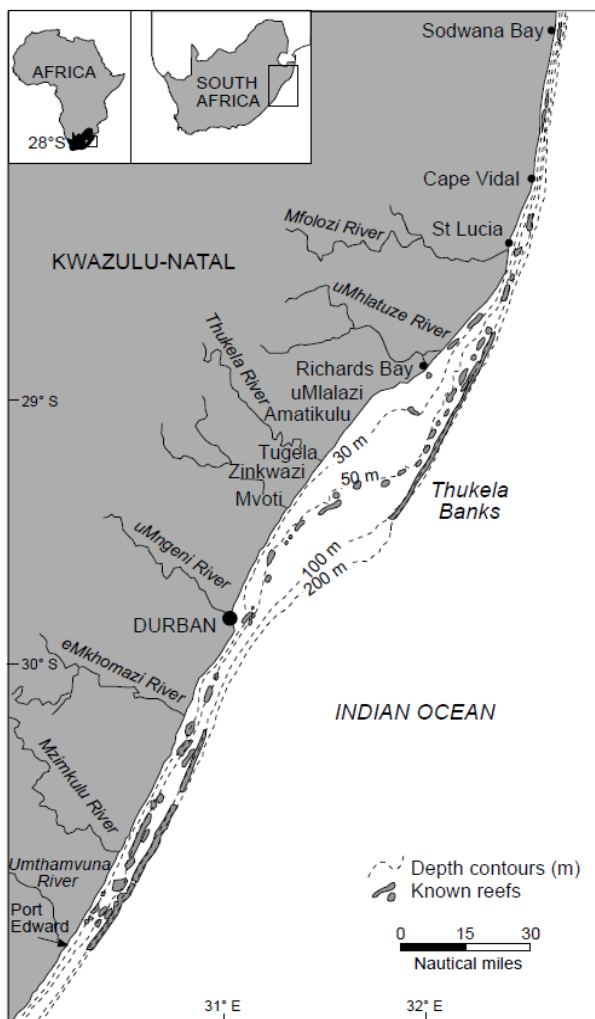 AFRICA
28°S
SOUTH
AFRICA
Sodwana Bay
Cape Vidal
St Lucia
Mfolozi River
KWAZULU-NATAL
uMhlatuze River
Thukela River
Richards Bay
uMlalazi
Amatikulu
29° S
30 m
Tugela
Zinkwazi
50 m
Mvoti
Thukela
Banks
uMngeni River
100 m
200 m
DURBAN
eMkhomazi River
30° S
INDIAN OCEAN
Mzimkulu River
Umthamvuna
River
Port
Edward
Depth contours (m)
Known reefs
0 15 30
Nautical miles
31° E
32° E